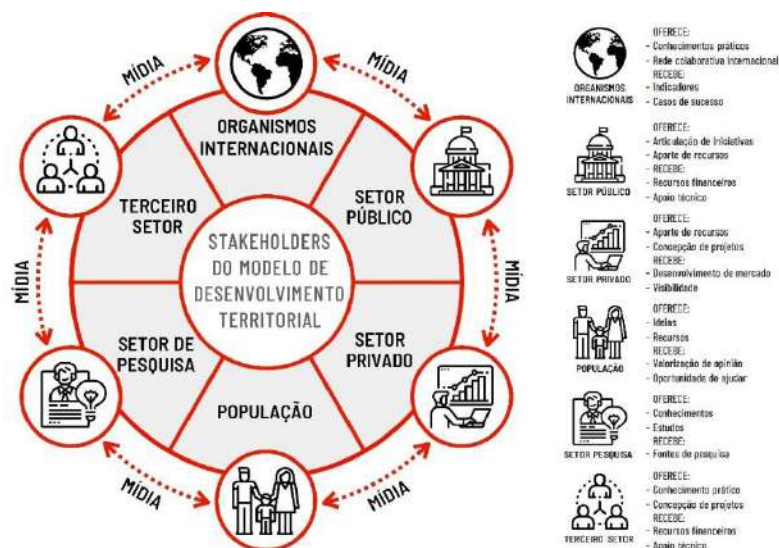 MÍDIA
MÍDIA
ORGANISMOS
INTERNACIONAIS
TERCEIRO
SETOR
SETOR
PÚBLICO
STAKEHOLDERS
DO MODELO DE
DESENVOLVIMENTO
TERRITORIAL
MÍDIA
MÍDIA
SETOR DE
PESQUISA
SETOR
PRIVADO
POPULAÇÃO
MÍDIA
MÍDIA
OFERECE:
- Conhecimentos práticos
- Rede colaborativa internacional
RECEBE:
- Indicadores
- Casos de sucesso
ORGANISMOS
INTERNACIONAIS
OFERECE:
- Articulação de iniciativas
- Aporte de recursos
- RECEBE:
- Recursos financeiros
- Apoio técnico
SETOR PÚBLICO
OFERECE:
- Aporte de recursos
- Concepção de projetos
RECEBE:
- Desenvolvimento de mercado
- Visibilidade
SETOR PRIVADO
OFERECE:
- Ideias
- Recursos
RECEBE:
- Valorização de opinião
- Oportunidade de ajudar
POPULAÇÃO
OFERECE:
- Conhecimentos
- Estudos
RECEBE:
- Fontes de pesquisa
SETOR PESQUISA
OFERECE:
- Conhecimento prático
- Concepção de projetos
RECEBE:
- Recursos financeiros
- Apoio técnico
TERCEIRO SETOR